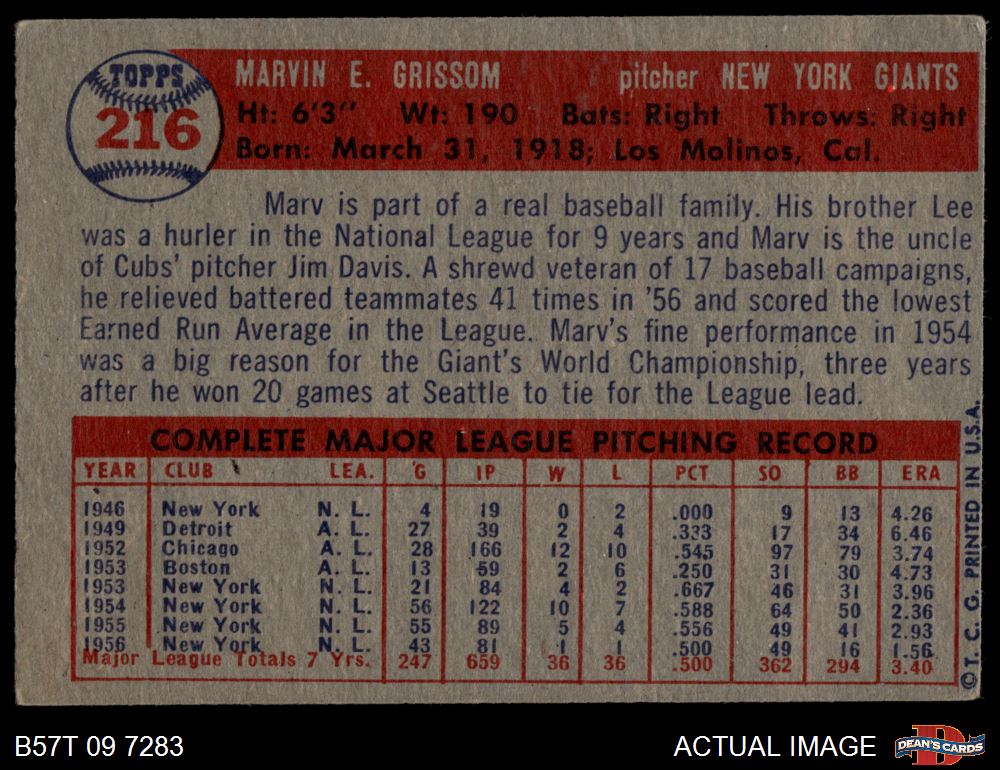 TOPPS
216
MARVIN E. GRISSOM pitcher NEW YORK GIANTS
Ht: 6'3" Wt: 190 Bats: Right Throws: Right
Born: March 31, 1918; Los Molinos, Cal.
Marv is part of a real baseball family. His brother Lee
was a hurler in the National League for 9 years and Marv is the uncle
of Cubs' pitcher Jim Davis. A shrewd veteran of 17 baseball campaigns,
he relieved battered teammates 41 times in '56 and scored the lowest
Earned Run Average in the League. Marv's fine performance in 1954
was a big reason for the Giant's World Championship, three years
after he won 20 games at Seattle to tie for the League lead.
COMPLETE MAJOR LEAGUE PITCHING RECORD
YEAR CLUB LEA. G IP W L PCT SO BB ERA
1946 New York N. L. 4 19 0 2 .000 9 13 4.26
1949 Detroit A. L. 27 39 2 4 .333 17 34 6.46
1952 Chicago A. L. 28 166 12 10 .545 97 79 3.74
1953 Boston A. L. 13 59 2 6 .250 31 30 4.73
1953 New York N. L. 21 84 4 2 .667 46 31 3.96
1954 New York N. L. 56 122 10 7 .588 64 50 2.36
1955 New York N. L. 55 89 5 4 .556 49 41 2.93
1956 New York N. L. 43 81 1 1 .500 49 16 1.56
Major League Totals 7 Yrs. 247 659 36 36 .500 362 294 3.40
©T. C. G. PRINTED IN U.S.A.
B57T 09 7283
ACTUAL IMAGE
D
DEAN'S CARDS